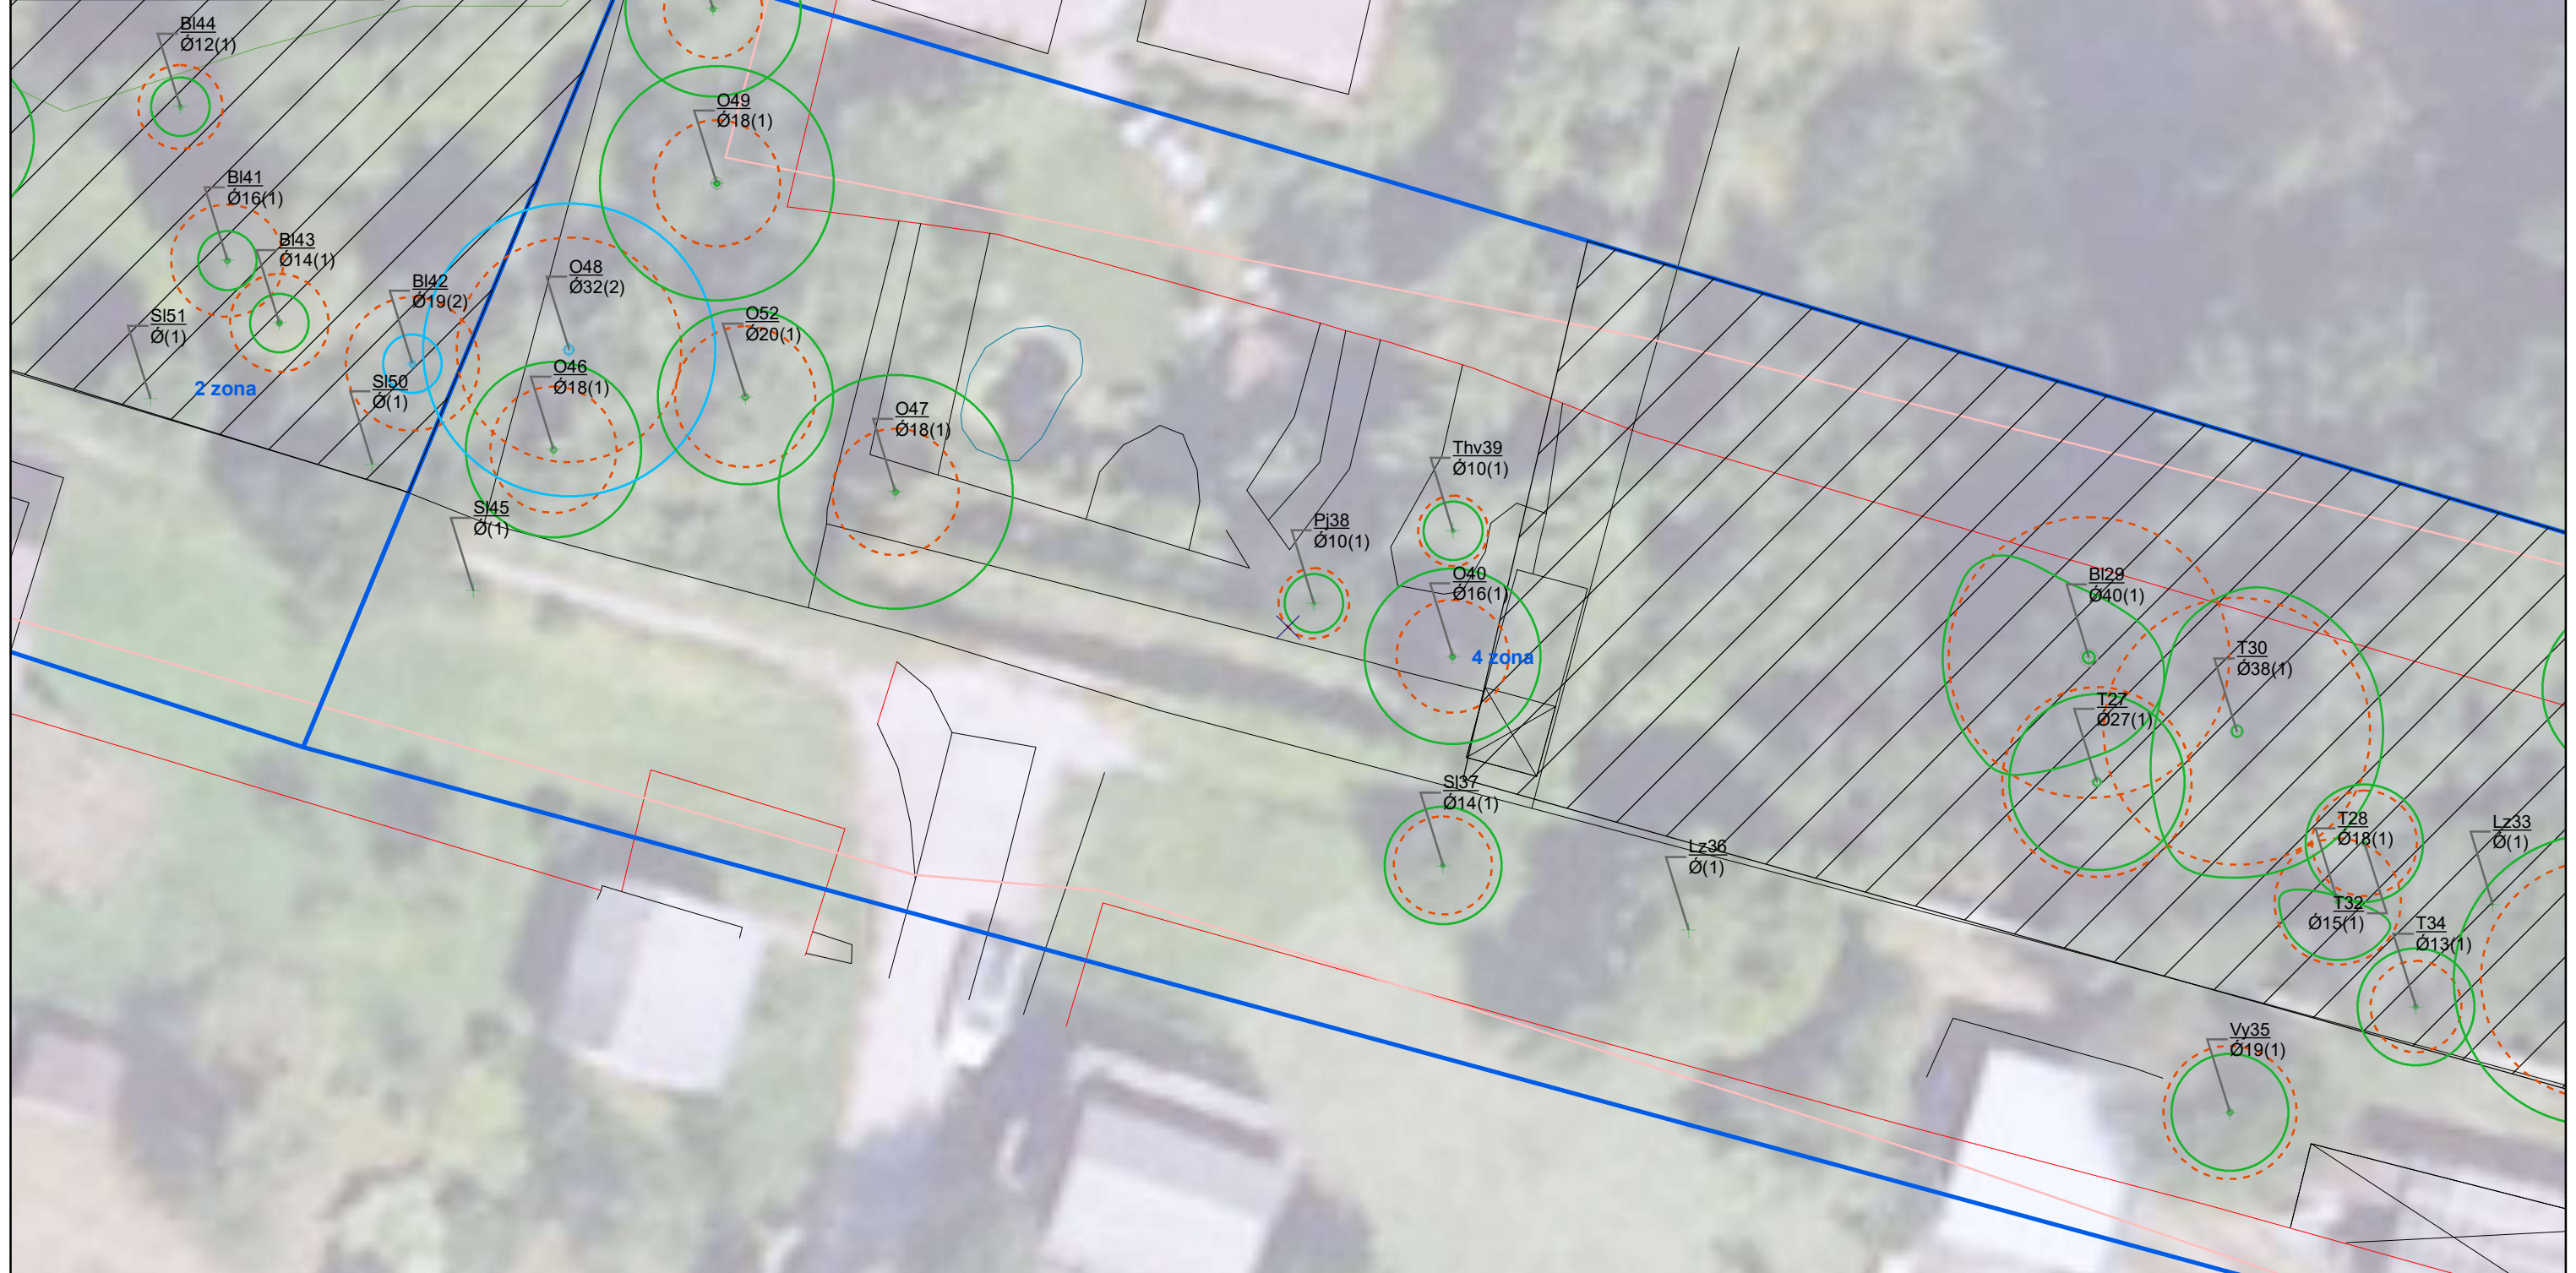 Bl44
Ø12(1)
O49
Ø18(1)
Bl41
Ø16(1)
Bl43
Ø14(1)
Bl42
Ø19(2)
O48
Ø32(2)
Sl51
Ø(1)
O52
Ø20(1)
2 zona
Sl50
Ø(1)
O46
Ø18(1)
O47
Ø18(1)
Thv39
Ø10(1)
Sl45
Ø(1)
Pj38
Ø10(1)
O40
Ø16(1)
4 zona
Bl29
Ø40(1)
T30
Ø38(1)
T27
Ø27(1)
Sl37
Ø14(1)
Lz36
Ø(1)
T28
Ø18(1)
Lz33
Ø(1)
T32
Ø15(1)
T34
Ø13(1)
Vy35
Ø19(1)